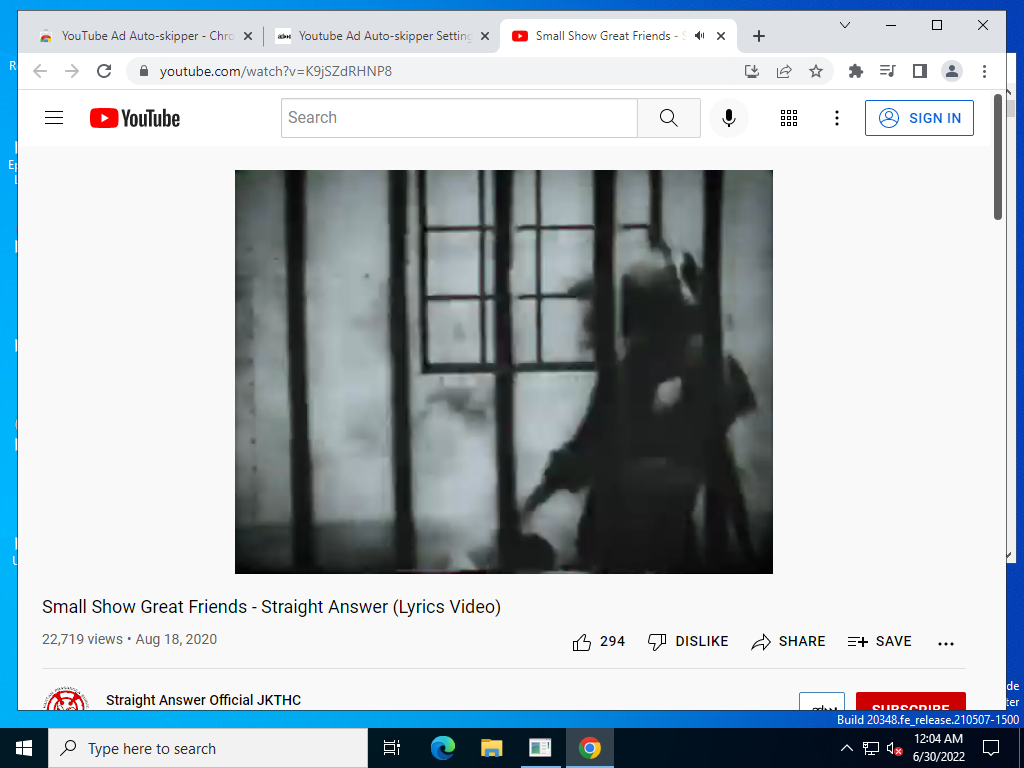 YouTube Ad Auto-skipper - Chro
Youtube Ad Auto-skipper Setting
Small Show Great Friends - S
youtube.com/watch?v=K9jSZdRHNP8
YouTube
Search
SIGN IN
Small Show Great Friends - Straight Answer (Lyrics Video)
22,719 views • Aug 18, 2020
294
DISLIKE
SHARE
SAVE
Straight Answer Official JKTHC
SUBSCRIBE
Build 20348.fe_release.210507-1500
Type here to search
12:04 AM
6/30/2022